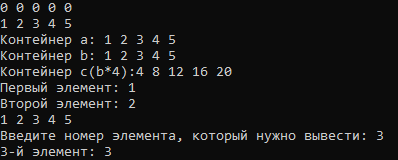 0 0 0 0 0
1 2 3 4 5
Контейнер a: 1 2 3 4 5
Контейнер b: 1 2 3 4 5
Контейнер c(b*4):4 8 12 16 20
Первый элемент: 1
Второй элемент: 2
1 2 3 4 5
Введите номер элемента, который нужно вывести: 3
3-й элемент: 3